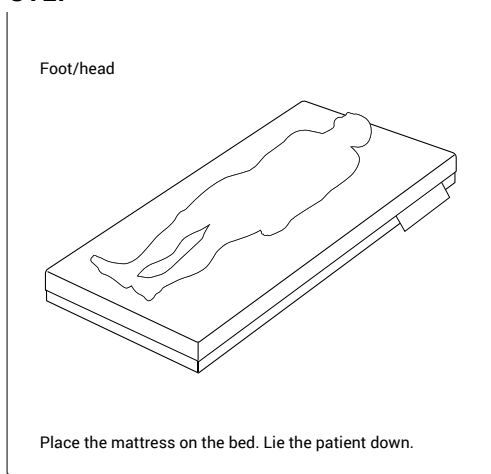 Foot/head
Place the mattress on the bed. Lie the patient down.